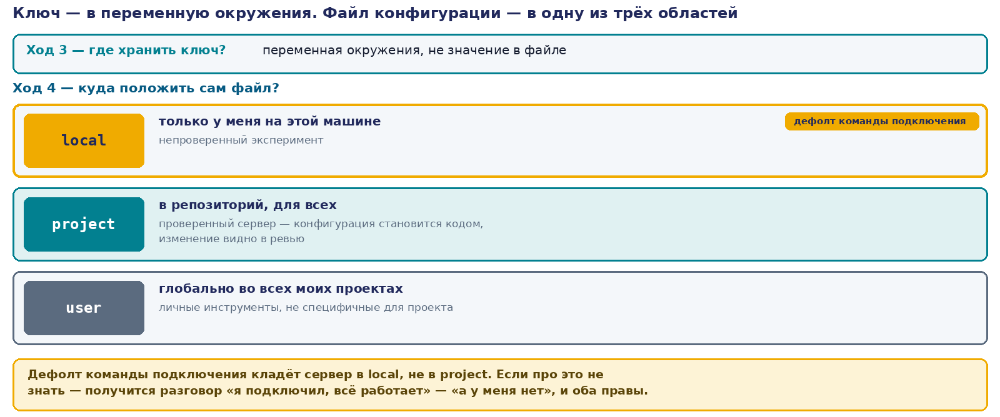 Ключ — в переменную окружения. Файл конфигурации — в одну из трёх областей
Ход 3 — где хранить ключ? переменная окружения, не значение в файле
Ход 4 — куда положить сам файл?
local
только у меня на этой машине
дефолт команды подключения
непроверенный эксперимент
project
в репозиторий, для всех
проверенный сервер — конфигурация становится кодом,
изменение видно в ревью
user
глобально во всех моих проектах
личные инструменты, не специфичные для проекта
Дефолт команды подключения кладёт сервер в local, не в project. Если про это не
знать — получится разговор «я подключил, всё работает» — «а у меня нет», и оба правы.